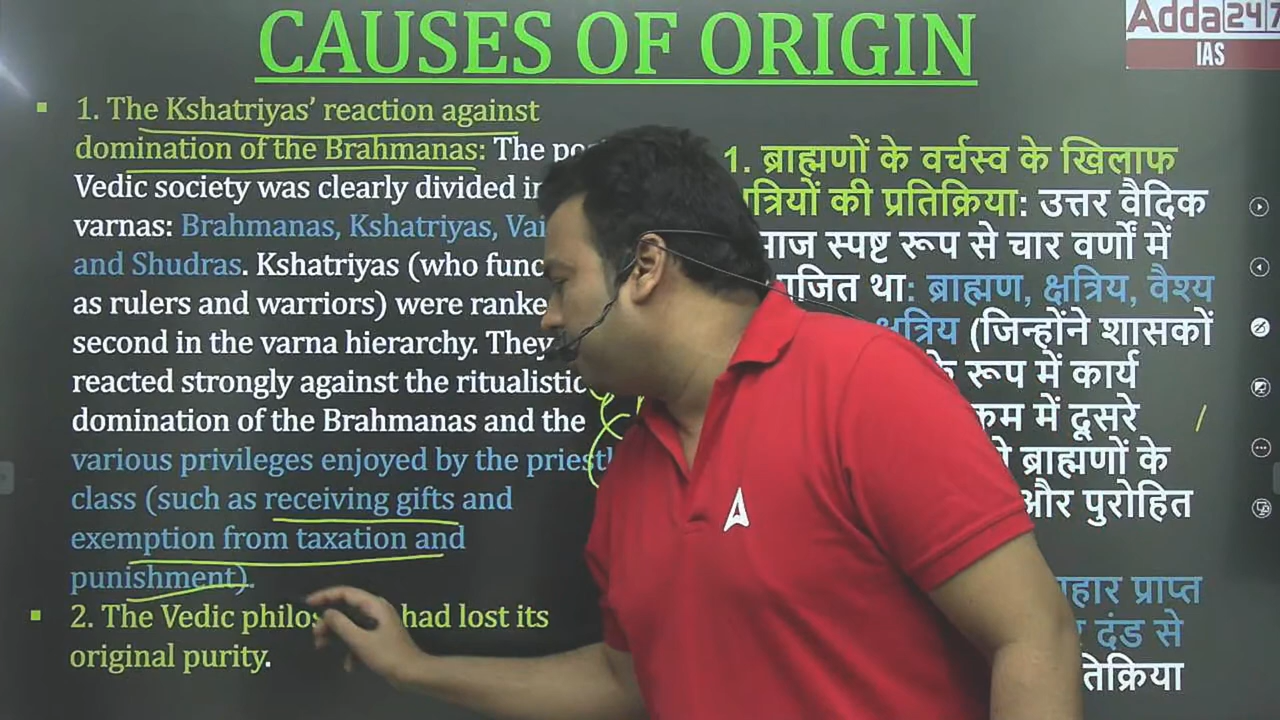 CAUSES OF ORIGIN
Adda247
IAS
1. The Kshatriyas' reaction against
domination of the Brahmanas: The
Vedic society was clearly divided
varnas: Brahmanas, Kshatriyas,
and Shudras. Kshatriyas (who
as rulers and warriors) were
second in the varna hierarchy. They
reacted strongly against the ritualistic
domination of the Brahmanas and the
various privileges enjoyed by the
class (such as receiving gifts and
exemption from taxation and
punishment).
2. The Vedic had lost its
original purity.
1. ब्राह्मणों के वर्चस्व के खिलाफ
की प्रतिक्रिया: उत्तर वैदिक
स्पष्ट रूप से चार वर्णों में
था: ब्राह्मण, क्षत्रिय, वैश्य
(जिन्होंने शासकों
रूप में कार्य
में दूसरे
ब्राह्मणों के
और पुरोहित
प्राप्त
दंड से